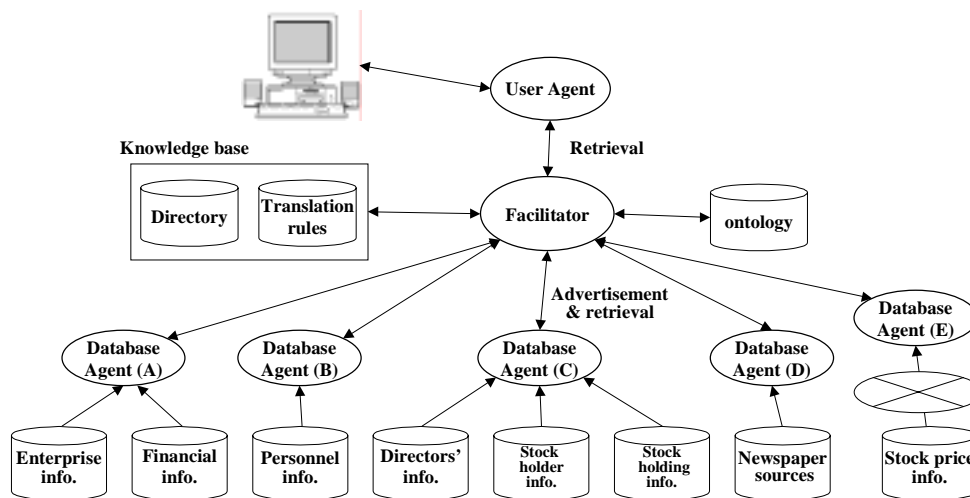 User Agent
Knowledge base
Retrieval
Directory
Translation
rules
Facilitator
ontology
Advertisement
& retrieval
Database
Agent (A)
Database
Agent (B)
Database
Agent (C)
Database
Agent (D)
Database
Agent (E)
Enterprise
info.
Financial
info.
Personnel
info.
Directors’
info.
Stock
holder
info.
Stock
holding
info.
Newspaper
sources
Stock price
info.